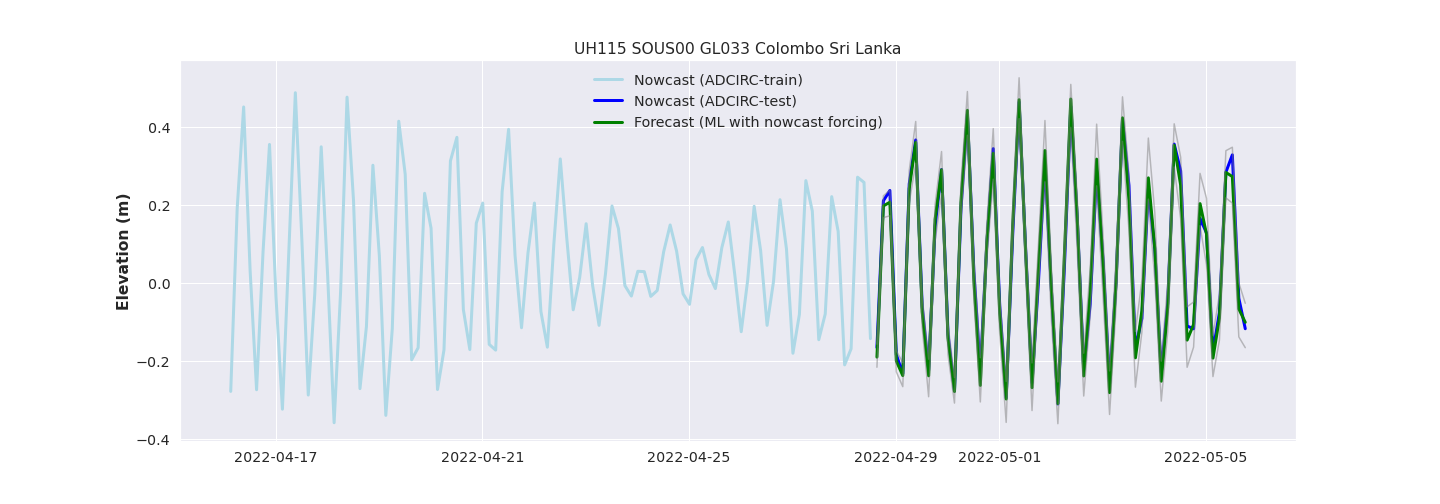 UH115 SOUS00 GL033 Colombo Sri Lanka
Nowcast (ADCIRC-train)
Nowcast (ADCIRC-test)
Forecast (ML with nowcast forcing)
Elevation (m)
0.4
0.2
0.0
−0.2
−0.4
2022-04-17 2022-04-21 2022-04-25 2022-04-29 2022-05-01 2022-05-05